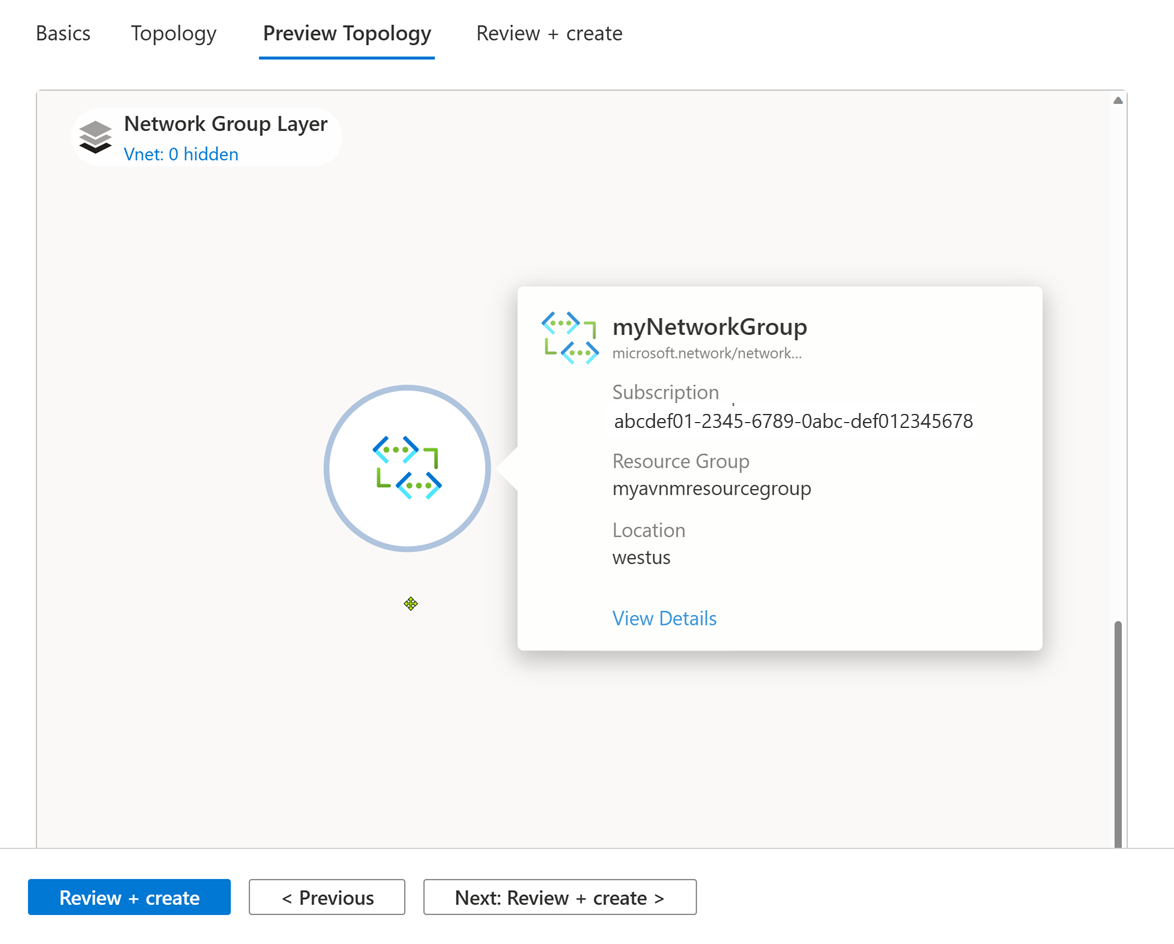 Basics Topology Preview Topology Review + create
Network Group Layer
Vnet: 0 hidden
myNetworkGroup
microsoft.network/network...
Subscription
abcdef01-2345-6789-0abc-def012345678
Resource Group
myavnmresourcegroup
Location
westus
View Details
Review + create < Previous Next: Review + create >